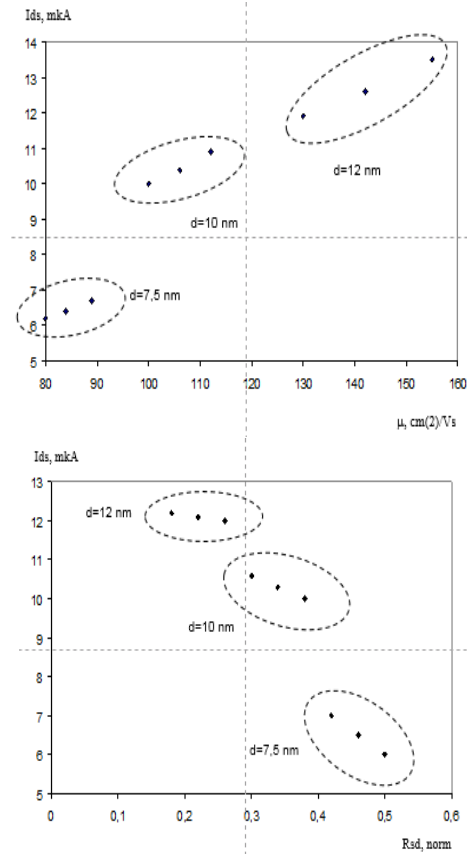 Ids, mkA
14
13
12
11
10
9
8
7
6
5
d=12 nm
d=10 nm
d=7,5 nm
80 90 100 110 120 130 140 150 160
μ, cm(2)/Vs
Ids, mkA
13
12
11
10
9
8
7
6
5
d=12 nm
d=10 nm
d=7,5 nm
0 0,1 0,2 0,3 0,4 0,5 0,6
Rsd, norm